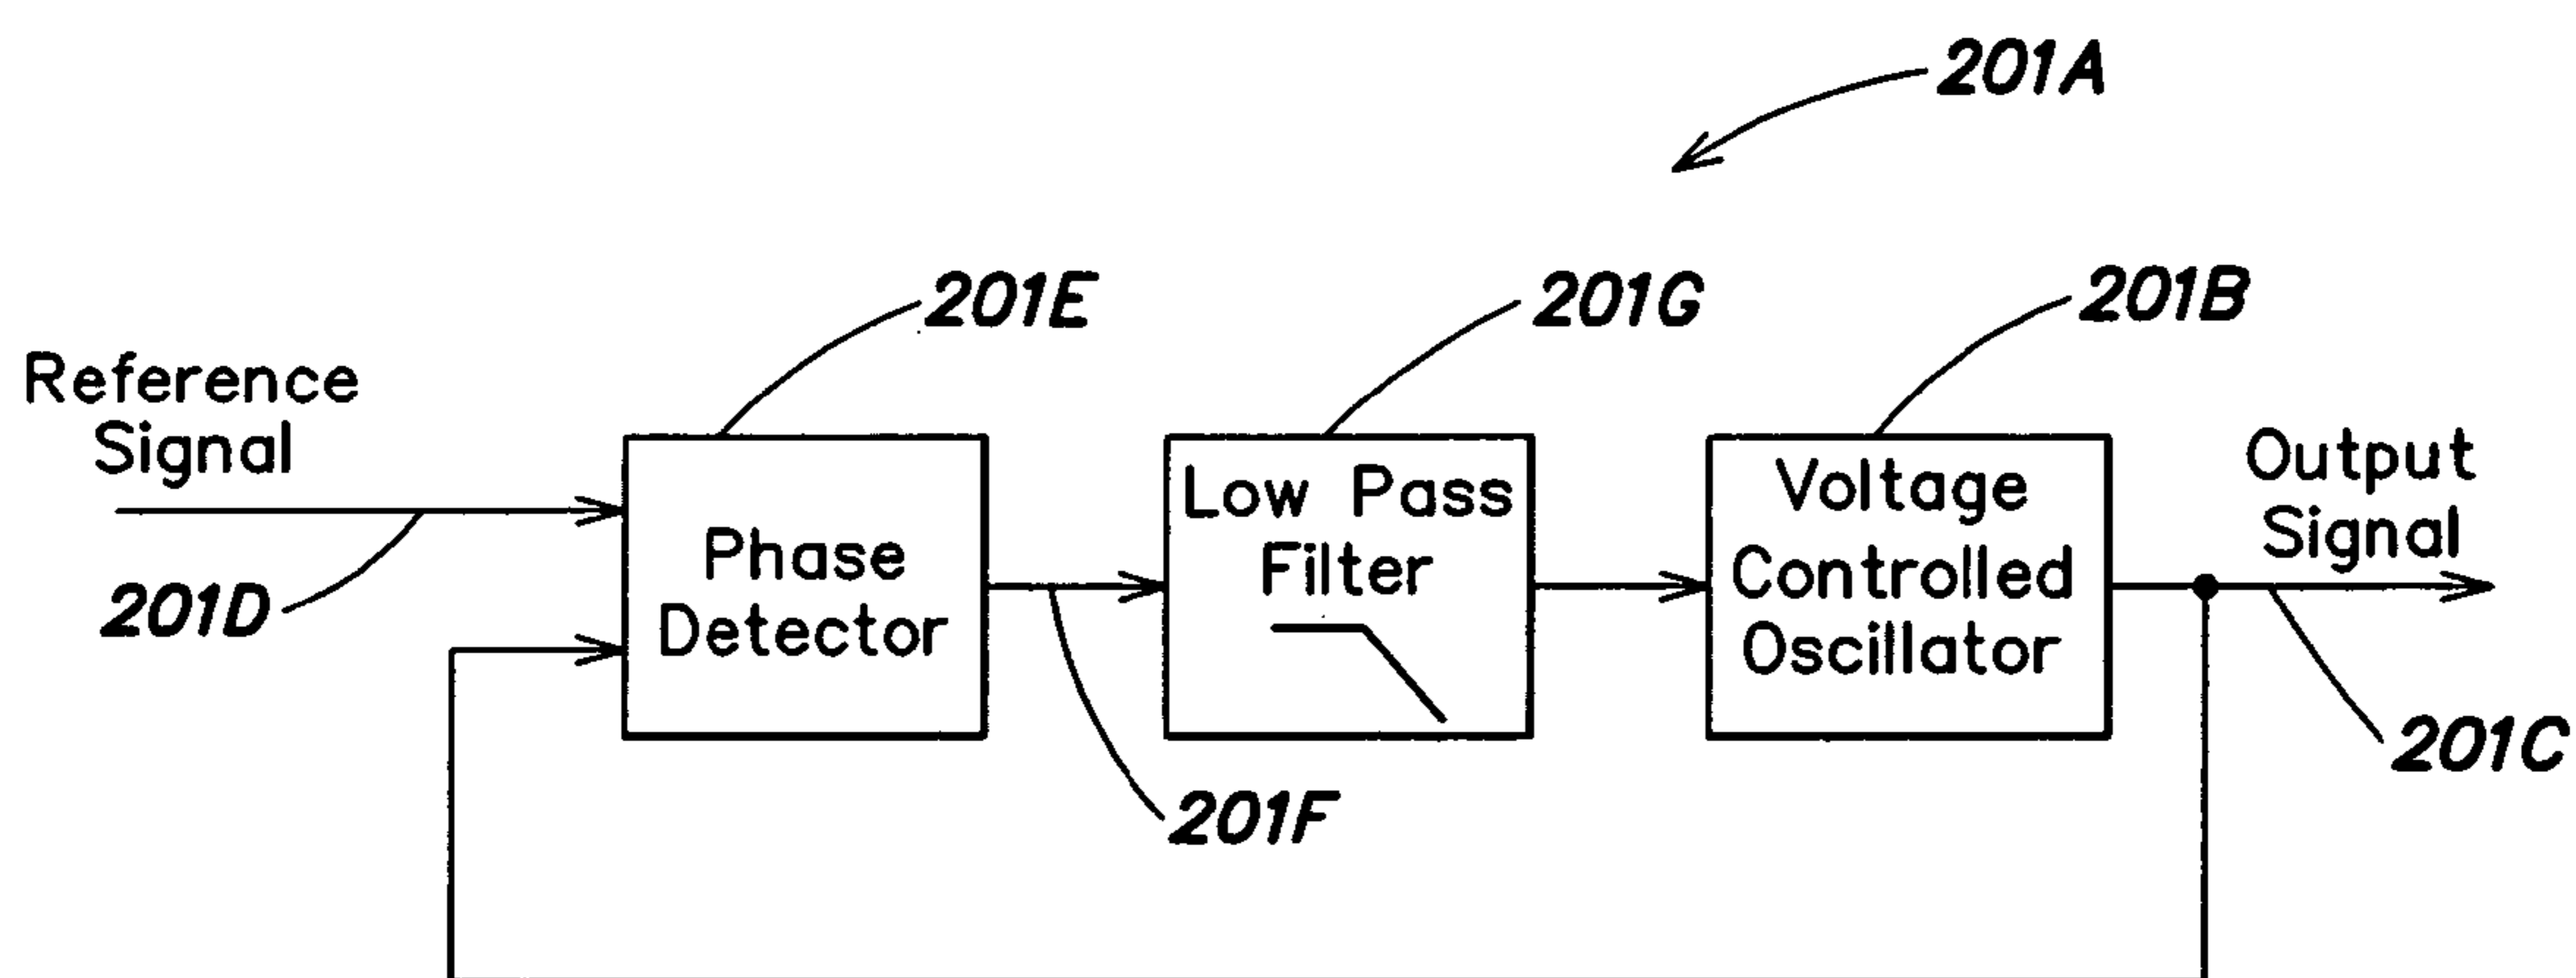 201A
201E
201G
201B
Reference
Signal
201D
Phase
Detector
201F
Low Pass
Filter
Voltage
Controlled
Oscillator
Output
Signal
201C